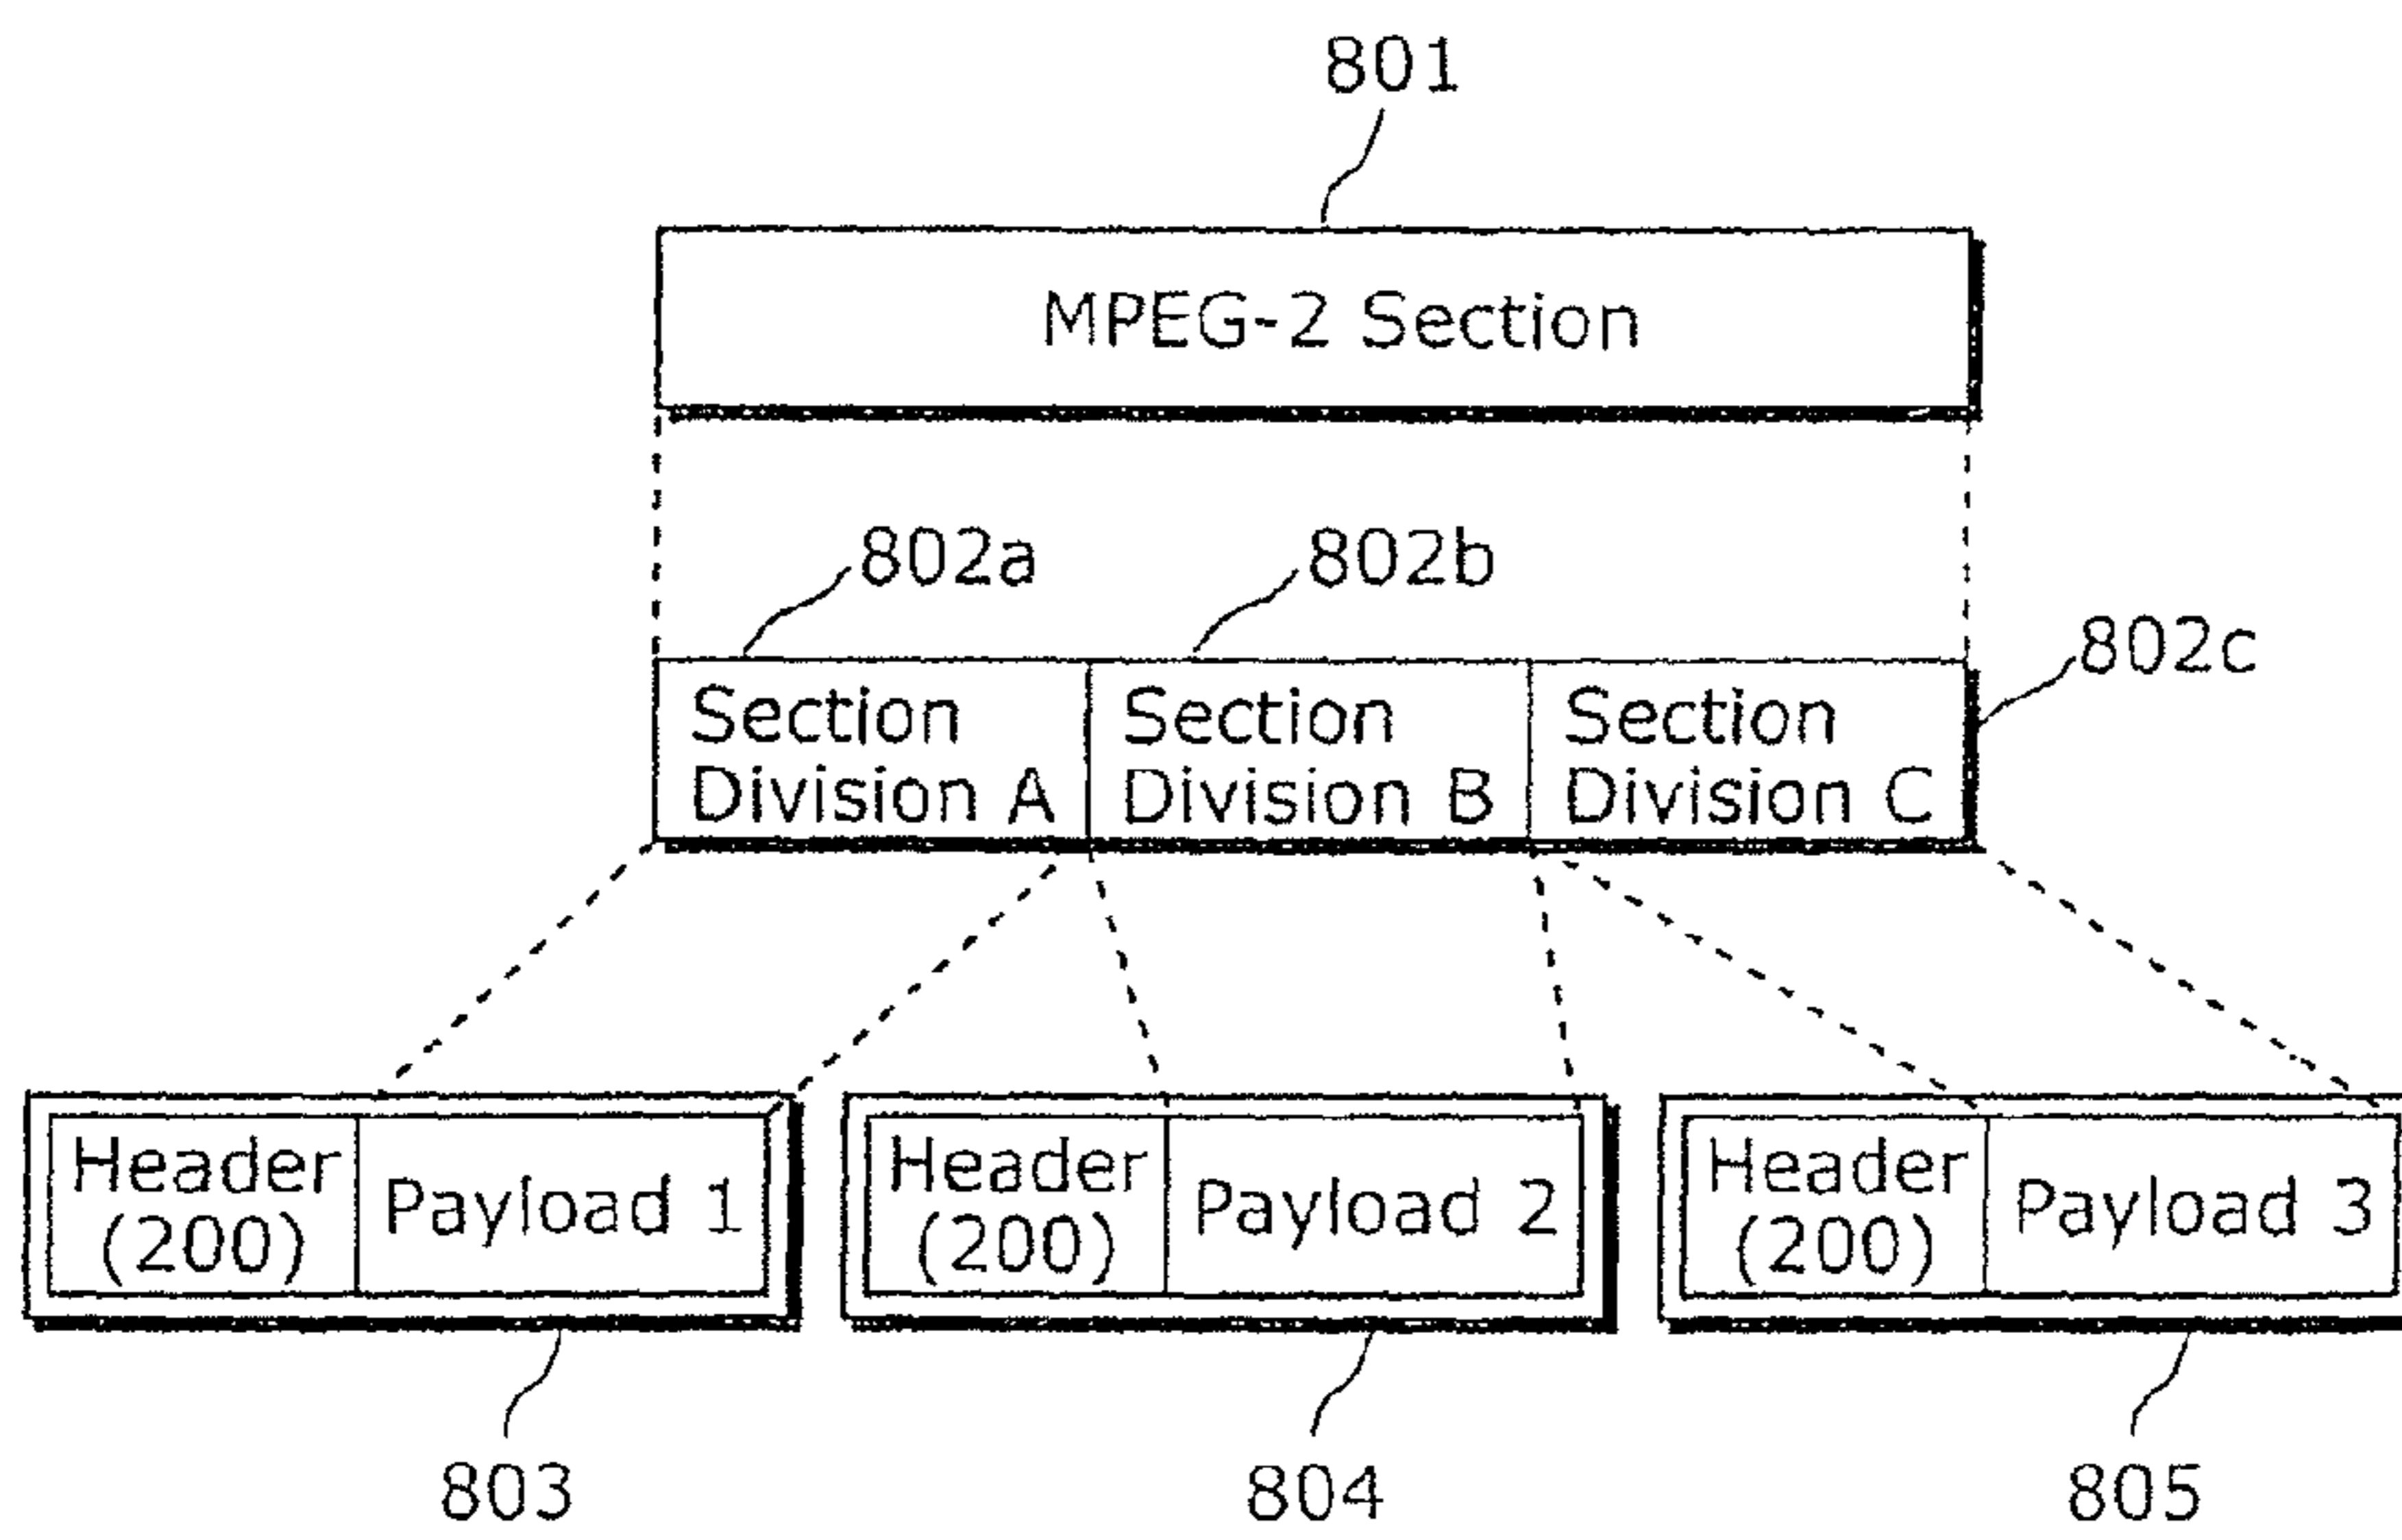 801
MPEG-2 Section
802a
802b
802c
Section
Division A
Section
Division B
Section
Division C
Header
(200)
Payload 1
Header
(200)
Payload 2
Header
(200)
Payload 3
803
804
805